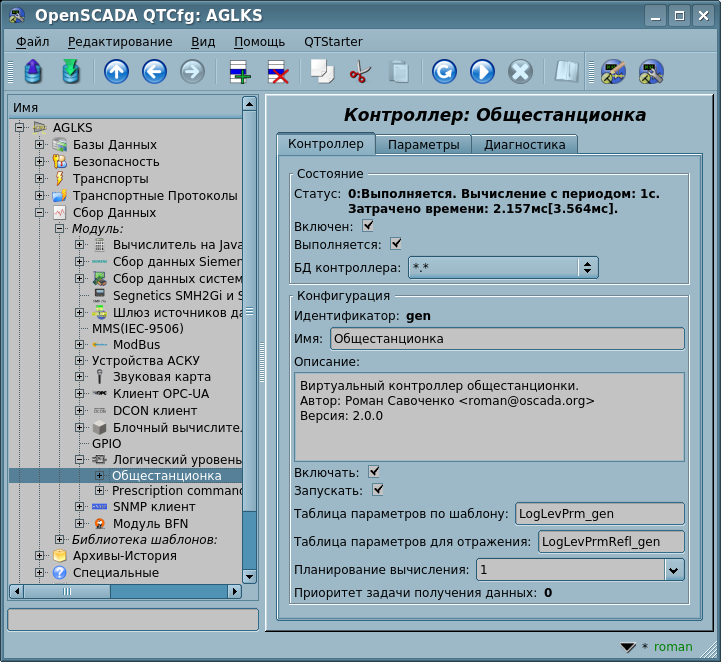 OpenSCADA QTCfg: AGLKS
Файл Редактирование Вид Помощь QTStarter
Имя
AGLKS
Базы Данных
Безопасность
Транспорты
Транспортные Протоколы
Сбор Данных
Модуль:
Вычислитель на Java
Сбор данных Siemen
Сбор данных систем
Segnetics SMH2Gi и S
Шлюз источников да
MMS(IEC-9506)
ModBus
Устройства АСКУ
Звуковая карта
Клиент OPC-UA
DCON клиент
Блочный вычислите
GPIO
Логический уровень
Общестанционка
Prescription command
SNMP клиент
Модуль BFN
Библиотека шаблонов:
Архивы-История
Специальные
Контроллер: Общестанционка
Контроллер Параметры Диагностика
Состояние
Статус: 0:Выполняется. Вычисление с периодом: 1с.
Затрачено времени: 2.157мс[3.564мс].
Включен:
Выполняется:
БД контроллера: *.*
Конфигурация
Идентификатор: gen
Имя: Общестанционка
Описание:
Виртуальный контроллер общестанционки.
Автор: Роман Савоченко <roman@oscada.org>
Версия: 2.0.0
Включать:
Запускать:
Таблица параметров по шаблону: LogLevPrm_gen
Таблица параметров для отражения: LogLevPrmRefl_gen
Планирование вычисления: 1
Приоритет задачи получения данных: 0
* roman